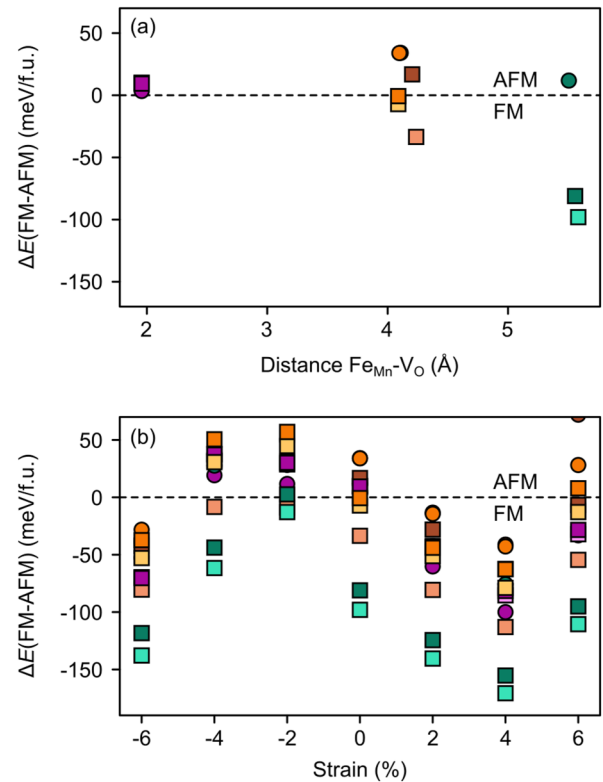 (a)
50
0
-50
-100
-150
AFM
FM
2
3
4
5
ΔE(FM-AFM) (meV/f.u.)
Distance FeMn-VO (Å)
(b)
50
0
-50
-100
-150
AFM
FM
-6
-4
-2
0
2
4
6
ΔE(FM-AFM) (meV/f.u.)
Strain (%)